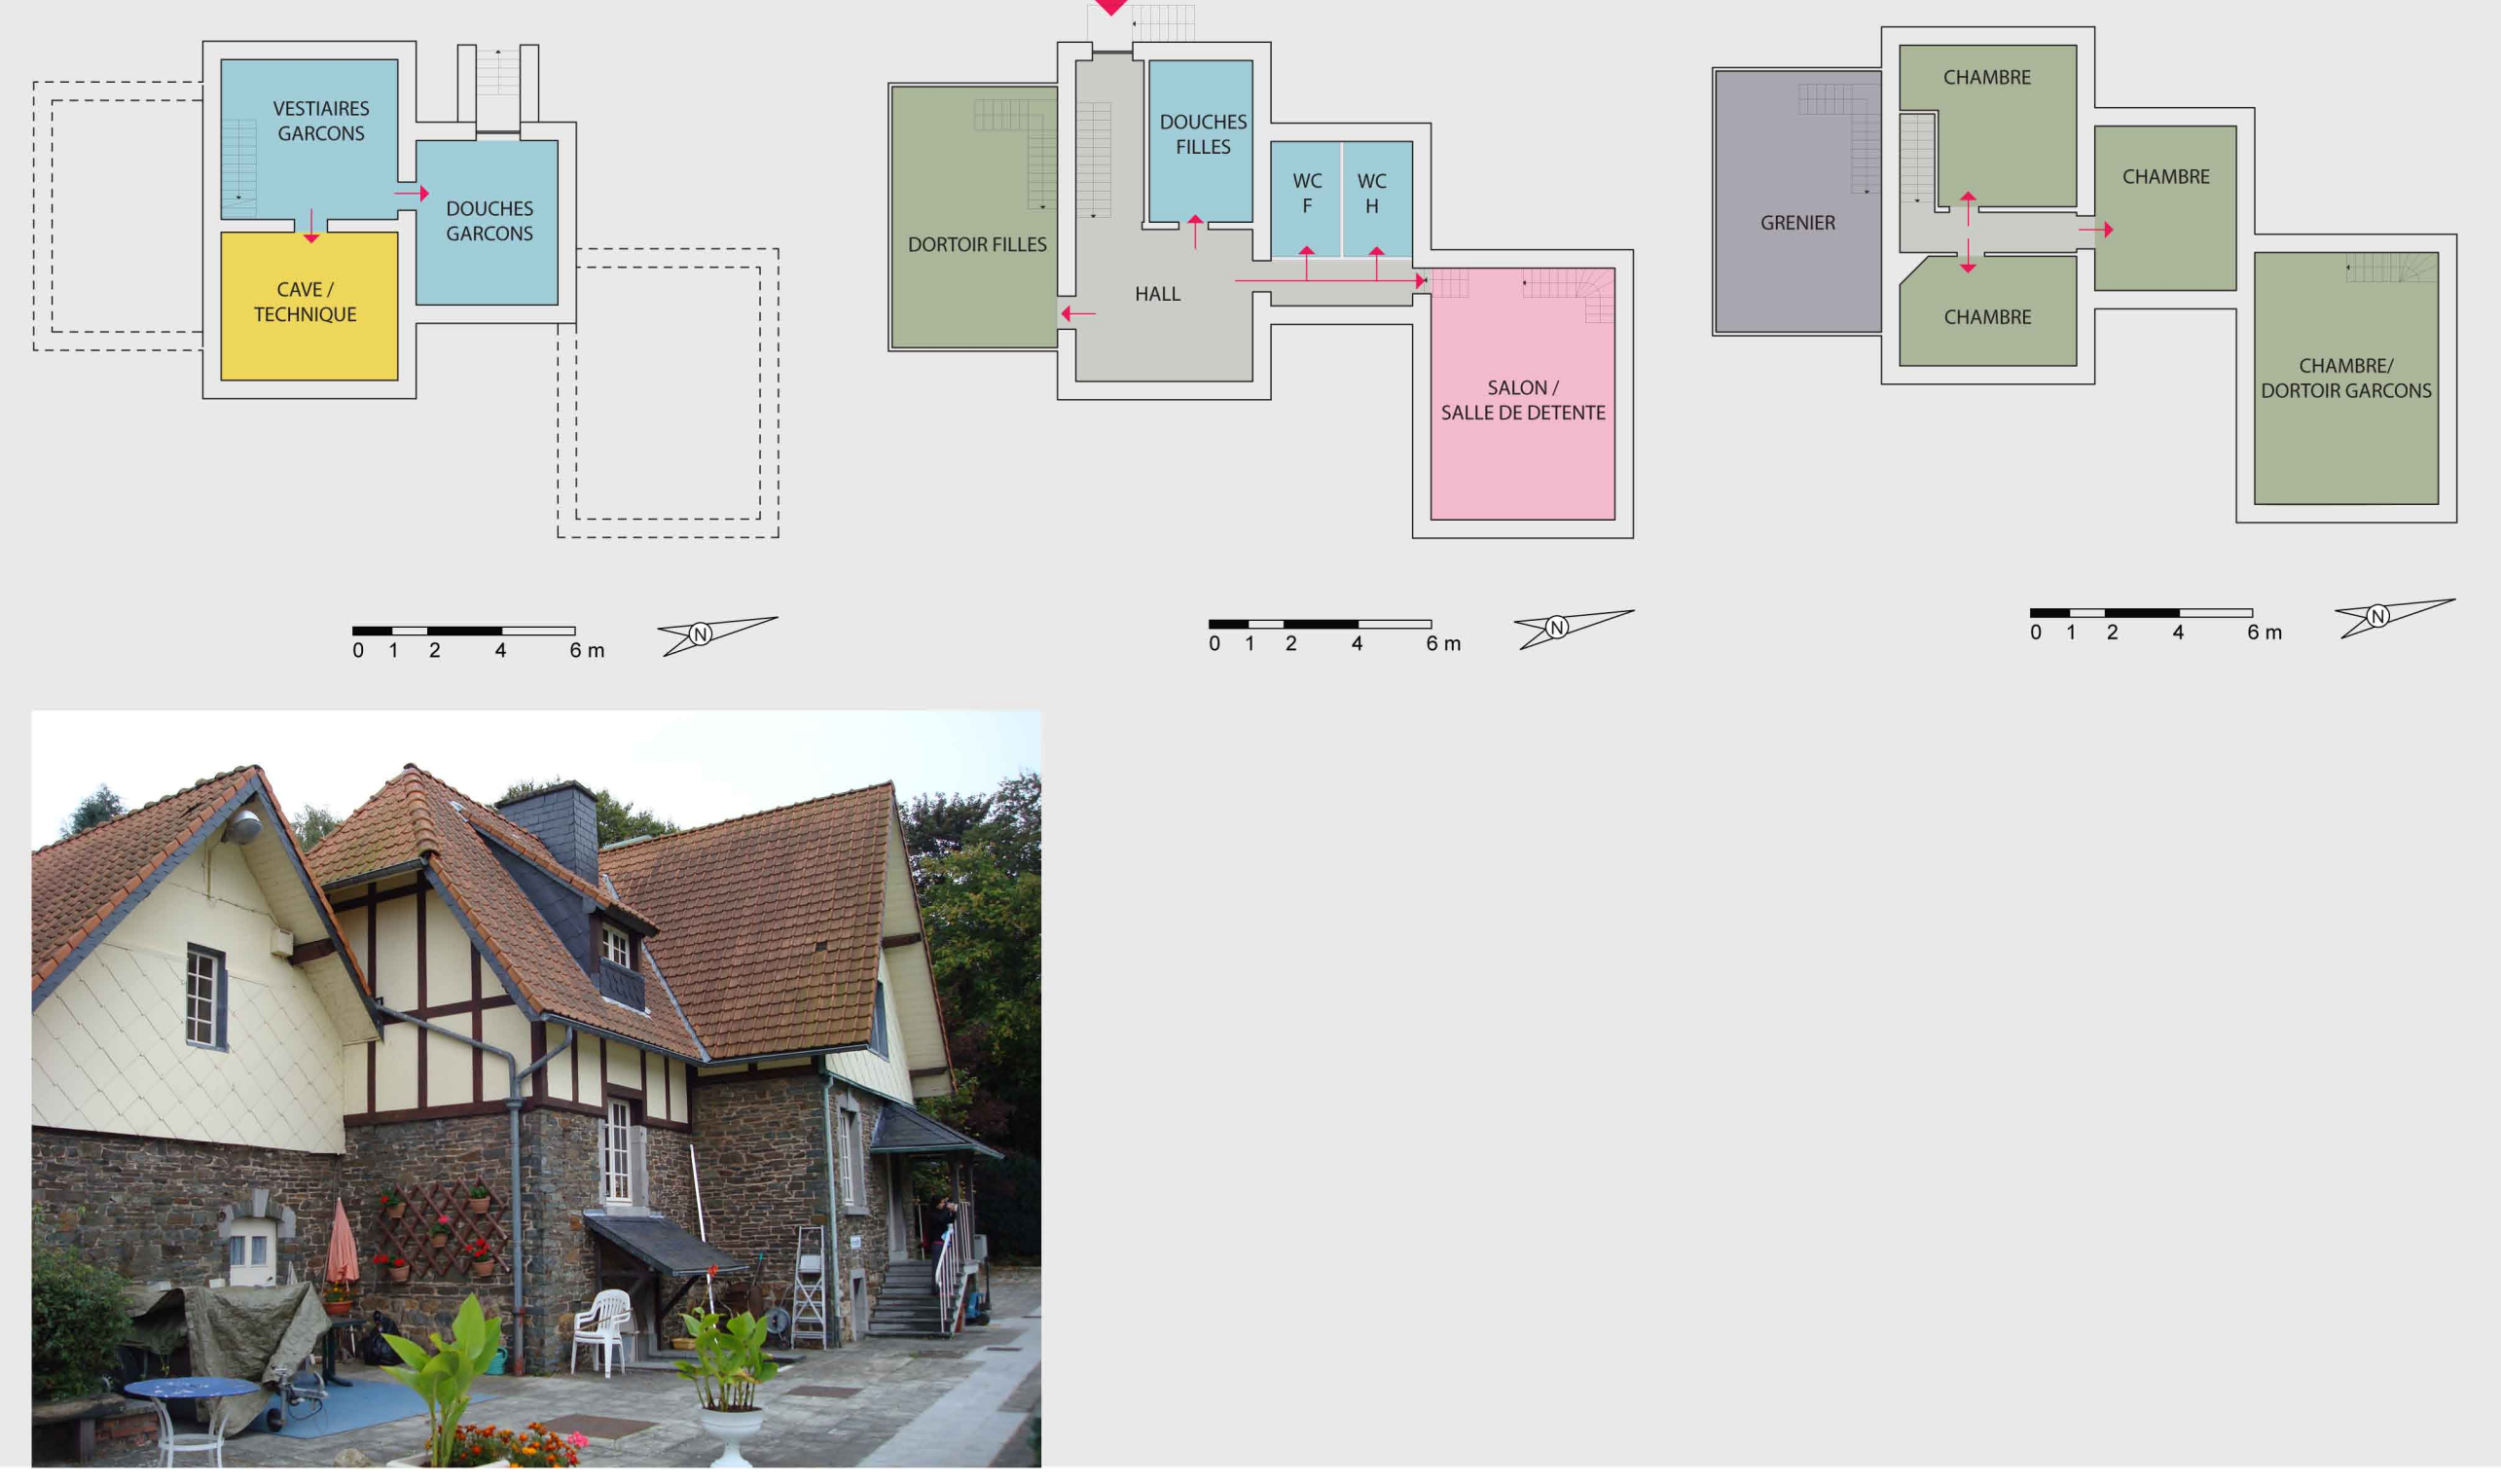 VESTIAIRES
GARCONS
DOUCHES
GARCONS
CAVE /
TECHNIQUE
0 1 2 4 6 m
N
DOUCHES
FILLES
WC
F
WC
H
DORTOIR FILLES
HALL
SALON /
SALLE DE DETENTE
0 1 2 4 6 m
N
CHAMBRE
CHAMBRE
GRENIER
CHAMBRE
CHAMBRE/
DORTOIR GARCONS
0 1 2 4 6 m
N